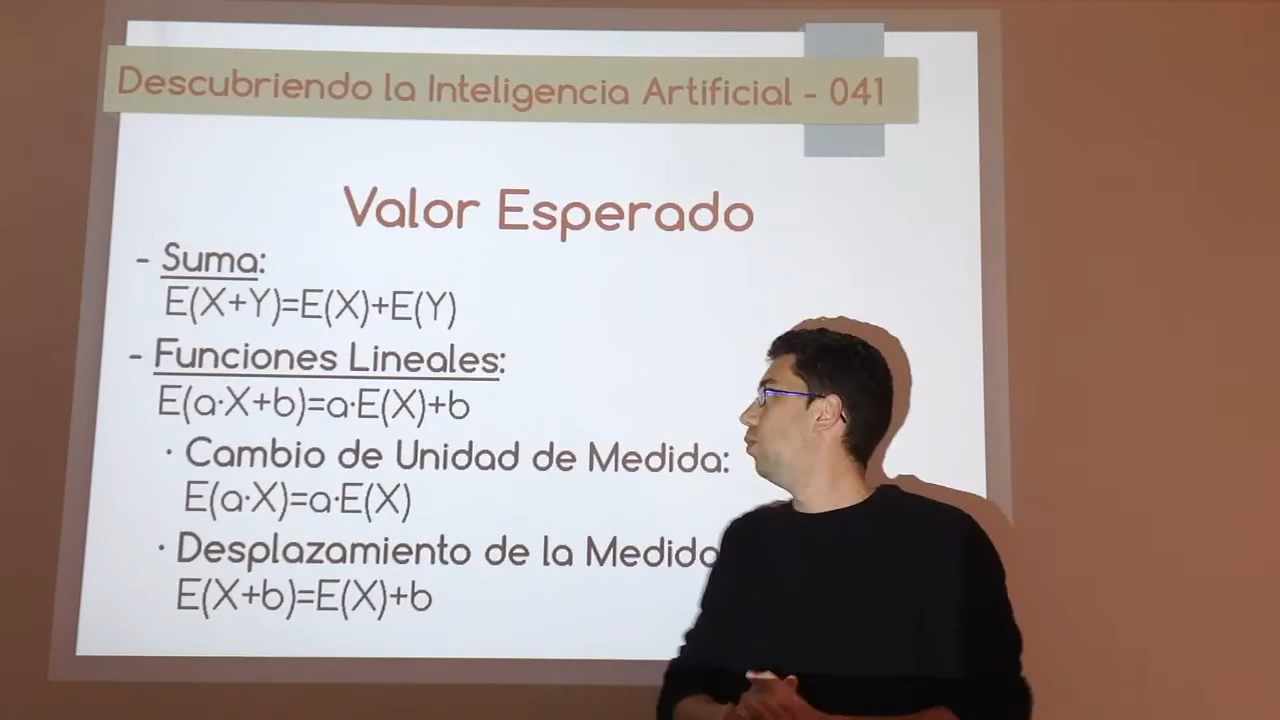 Descubriendo la Inteligencia Artificial - 041
Valor Esperado
- Suma:
E(X+Y)=E(X)+E(Y)
- Funciones Lineales:
E(a·X+b)=a·E(X)+b
· Cambio de Unidad de Medida:
E(a·X)=a·E(X)
· Desplazamiento de la Medida
E(X+b)=E(X)+b